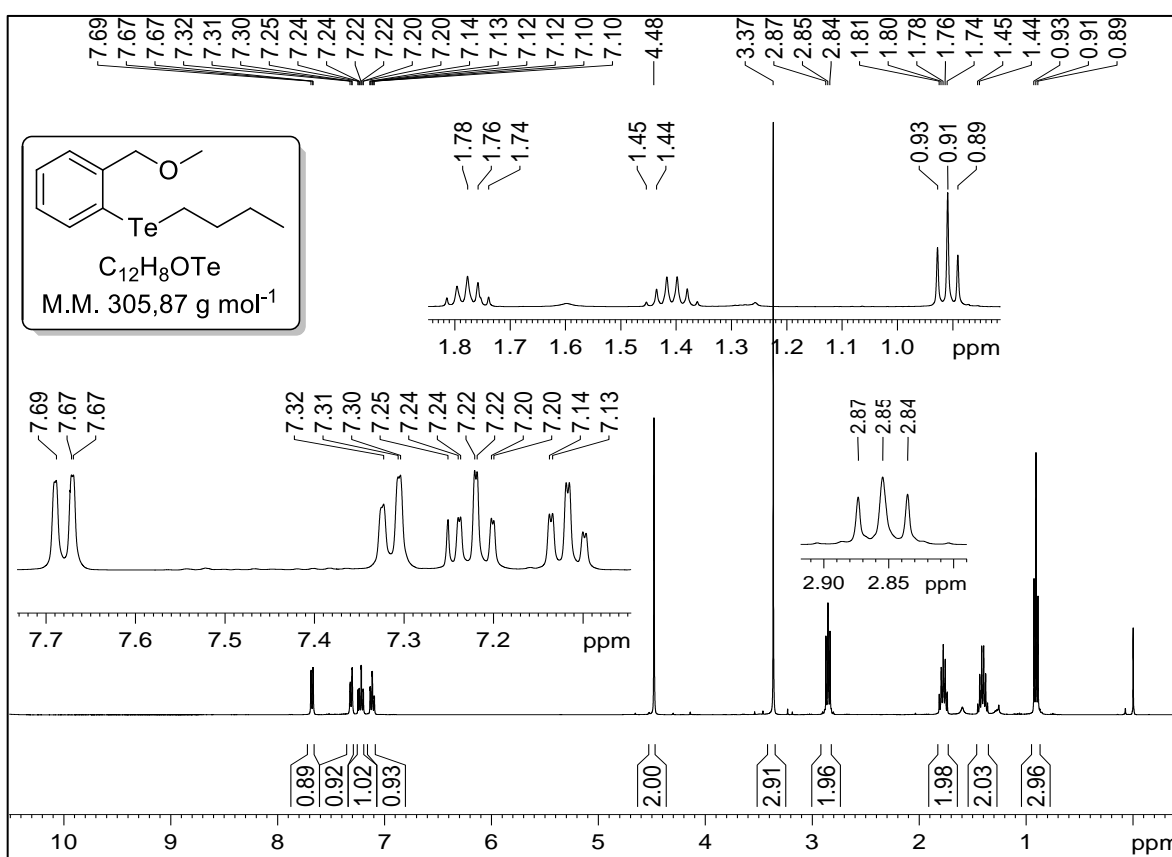 7.69 7.67 7.67 7.32 7.31 7.30 7.25 7.24 7.24 7.22 7.22 7.20 7.20 7.14 7.13 7.12 7.12 7.10 7.10 4.48 3.37 2.87 2.85 2.84 1.81 1.80 1.78 1.76 1.74 1.45 1.44 0.93 0.91 0.89
1.78 1.76 1.74 1.45 1.44 0.93 0.91 0.89
O
Te
C₁₂H₈OTe
M.M. 305,87 g mol⁻¹
1.8 1.7 1.6 1.5 1.4 1.3 1.2 1.1 1.0 ppm
7.69 7.67 7.67 7.32 7.31 7.30 7.25 7.24 7.24 7.22 7.22 7.20 7.20 7.14 7.13
2.87 2.85 2.84
2.90 2.85 ppm
7.7 7.6 7.5 7.4 7.3 7.2 ppm
0.89 0.92 1.02 0.93 2.00 2.91 1.96 1.98 2.03 2.96
10 9 8 7 6 5 4 3 2 1 ppm